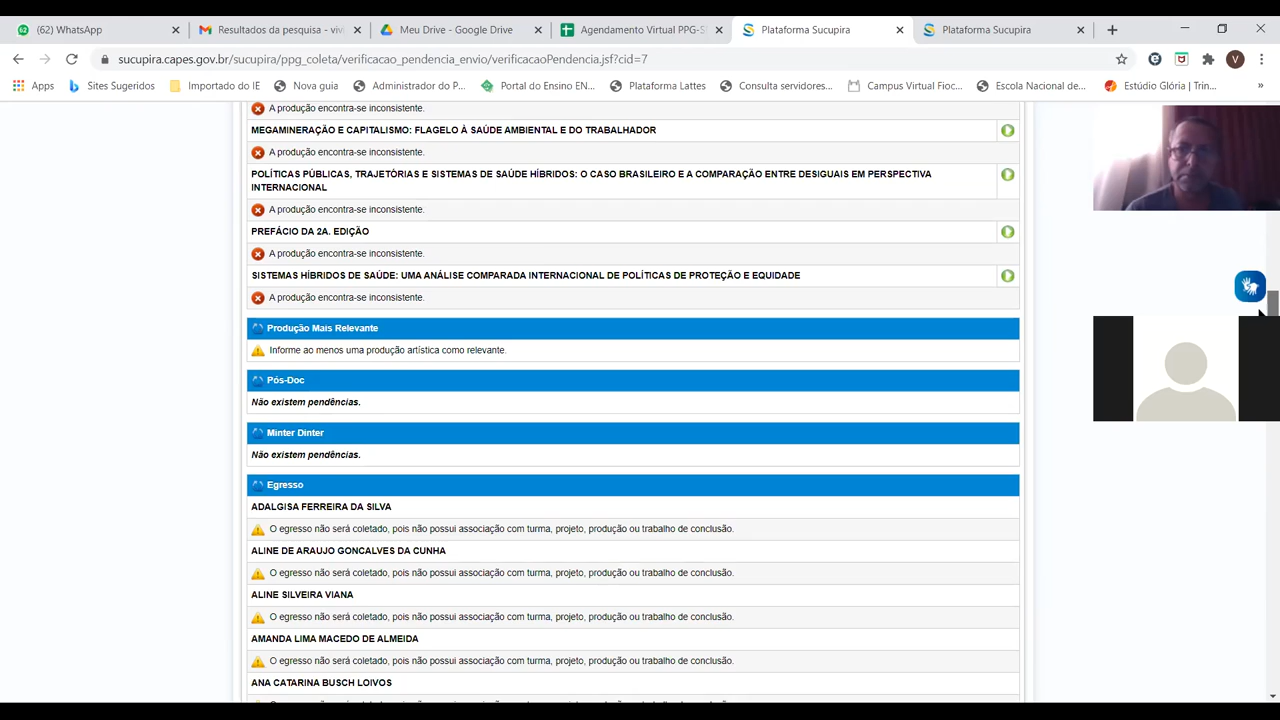 (62) WhatsApp
Resultados da pesquisa - vivi
Meu Drive - Google Drive
Agendamento Virtual PPG-S
Plataforma Sucupira
Plataforma Sucupira
sucupira.capes.gov.br/sucupira/ppg_coleta/verificacao_pendencia_envio/verificacaoPendencia.jsf?cid=7
V
Apps
Sites Sugeridos
Importado do IE
Nova guia
Administrador do P...
Portal do Ensino EN...
Plataforma Lattes
Consulta servidores...
Campus Virtual Fioc...
Escola Nacional de...
Estúdio Glória | Trin...
»
A produção encontra-se inconsistente.
MEGAMINERAÇÃO E CAPITALISMO: FLAGELO À SAÚDE AMBIENTAL E DO TRABALHADOR
A produção encontra-se inconsistente.
POLÍTICAS PÚBLICAS, TRAJETÓRIAS E SISTEMAS DE SAÚDE HÍBRIDOS: O CASO BRASILEIRO E A COMPARAÇÃO ENTRE DESIGUAIS EM PERSPECTIVA
INTERNACIONAL
A produção encontra-se inconsistente.
PREFÁCIO DA 2A. EDIÇÃO
A produção encontra-se inconsistente.
SISTEMAS HÍBRIDOS DE SAÚDE: UMA ANÁLISE COMPARADA INTERNACIONAL DE POLÍTICAS DE PROTEÇÃO E EQUIDADE
A produção encontra-se inconsistente.
Produção Mais Relevante
Informe ao menos uma produção artística como relevante.
Pós-Doc
Não existem pendências.
Minter Dinter
Não existem pendências.
Egresso
ADALGISA FERREIRA DA SILVA
O egresso não será coletado, pois não possui associação com turma, projeto, produção ou trabalho de conclusão.
ALINE DE ARAUJO GONCALVES DA CUNHA
O egresso não será coletado, pois não possui associação com turma, projeto, produção ou trabalho de conclusão.
ALINE SILVEIRA VIANA
O egresso não será coletado, pois não possui associação com turma, projeto, produção ou trabalho de conclusão.
AMANDA LIMA MACEDO DE ALMEIDA
O egresso não será coletado, pois não possui associação com turma, projeto, produção ou trabalho de conclusão.
ANA CATARINA BUSCH LOIVOS